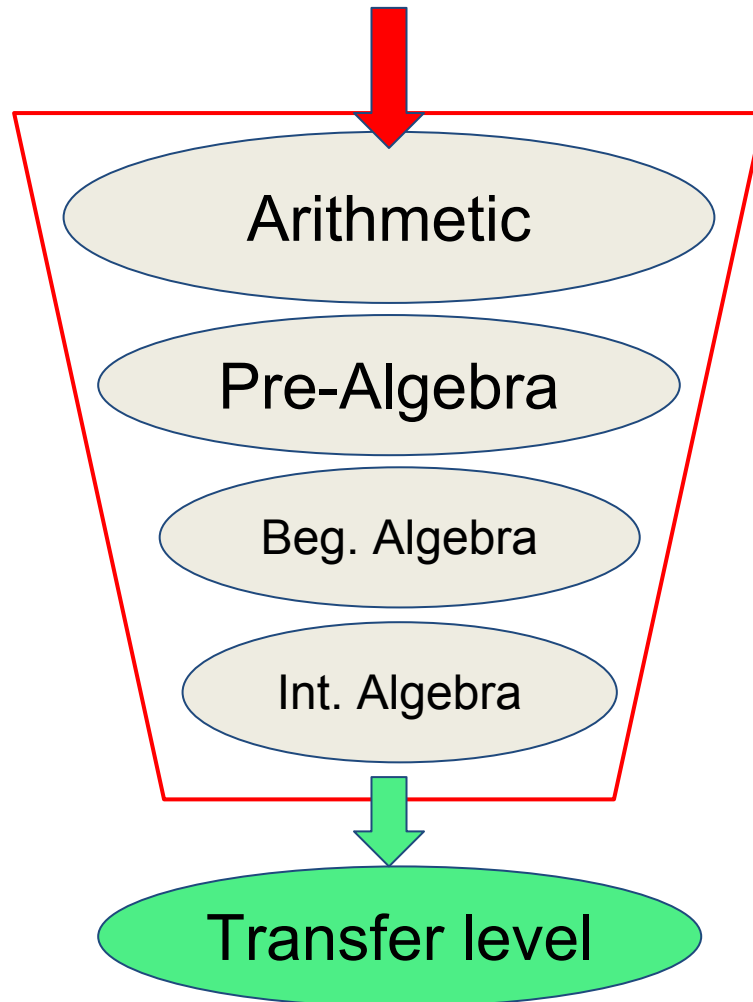 Arithmetic
Pre-Algebra
Beg. Algebra
Int. Algebra
Transfer level